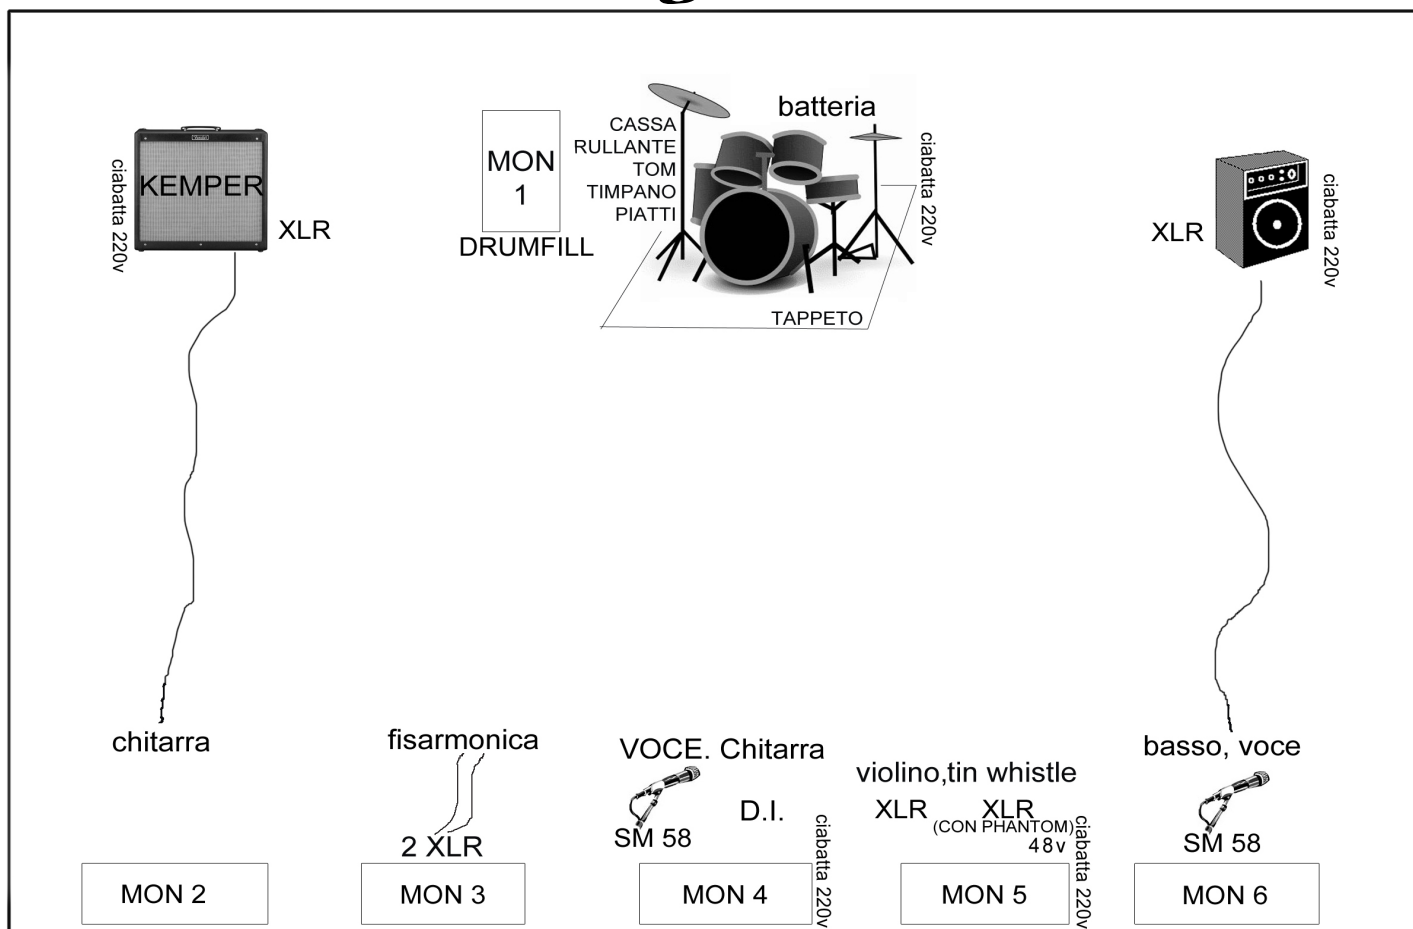 batteria
CASSA
RULLANTE
TOM
TIMPANO
PIATTI
MON
1
DRUMFILL
TAPPETO
ciabatta 220v
KEMPER
ciabatta 220v
XLR
XLR
ciabatta 220v
chitarra
fisarmonica
2 XLR
VOCE. Chitarra
D.I.
SM 58
ciabatta 220v
violino,tin whistle
XLR XLR
(CON PHANTOM)
48v
ciabatta 220v
basso, voce
SM 58
MON 2
MON 3
MON 4
MON 5
MON 6